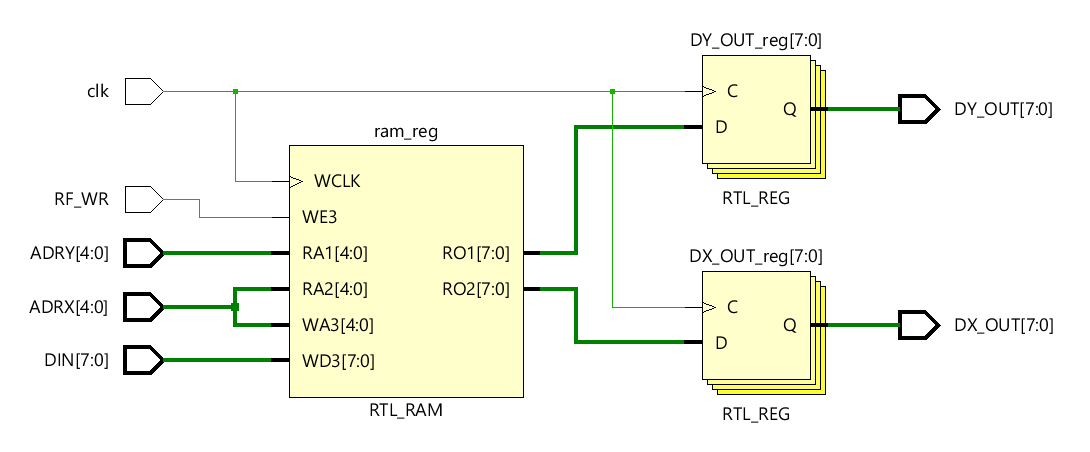 DY_OUT_reg[7:0]
clk
C
Q
DY_OUT[7:0]
D
ram_reg
WCLK
RTL_REG
RF_WR
WE3
ADRY[4:0]
RA1[4:0]
RO1[7:0]
DX_OUT_reg[7:0]
RA2[4:0]
RO2[7:0]
ADRX[4:0]
C
WA3[4:0]
Q
DX_OUT[7:0]
D
DIN[7:0]
WD3[7:0]
RTL_RAM
RTL_REG